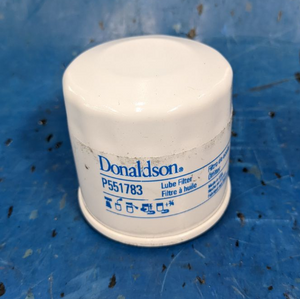 Donaldson®
P551783
Lube Filter
Filtre à huile